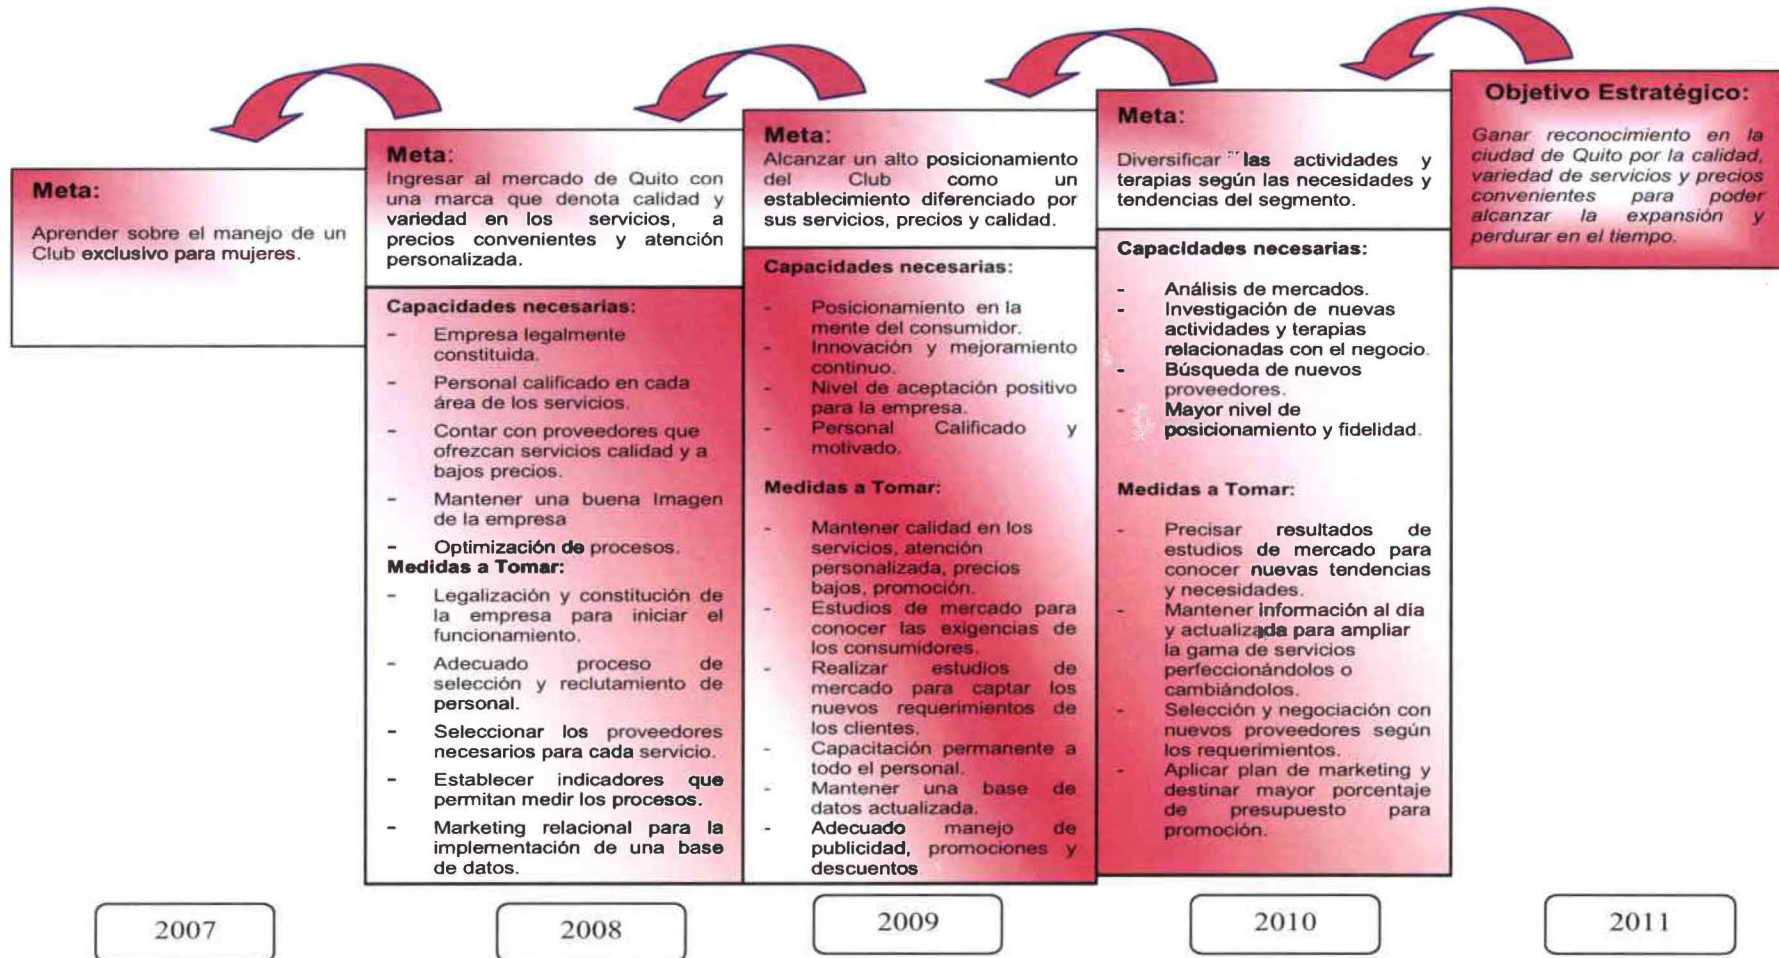 Meta:
Aprender sobre el manejo de un
Club exclusivo para mujeres.
Meta:
Ingresar al mercado de Quito con
una marca que denota calidad y
variedad en los servicios, a
precios convenientes y atención
personalizada.
Capacidades necesarias:
- Empresa legalmente
constituida.
- Personal calificado en cada
área de los servicios.
- Contar con proveedores que
ofrezcan servicios calidad y a
bajos precios.
- Mantener una buena Imagen
de la empresa
- Optimización de procesos.
Medidas a Tomar:
- Legalización y constitución de
la empresa para iniciar el
funcionamiento.
- Adecuado proceso de
selección y reclutamiento de
personal.
- Seleccionar los proveedores
necesarios para cada servicio.
- Establecer indicadores que
permitan medir los procesos.
- Marketing relacional para la
implementación de una base
de datos.
Meta:
Alcanzar un alto posicionamiento
del Club como un
establecimiento diferenciado por
sus servicios, precios y calidad.
Capacidades necesarias:
- Posicionamiento en la
mente del consumidor.
- Innovación y mejoramiento
continuo.
- Nivel de aceptación positivo
para la empresa.
- Personal Calificado y
motivado.
Medidas a Tomar:
- Mantener calidad en los
servicios, atención
personalizada, precios
bajos, promoción.
- Estudios de mercado para
conocer las exigencias de
los consumidores.
- Realizar estudios de
mercado para captar los
nuevos requerimientos de
los clientes.
- Capacitación permanente a
todo el personal.
- Mantener una base de
datos actualizada.
- Adecuado manejo de
publicidad, promociones y
descuentos
Meta:
Diversificar las actividades y
terapias según las necesidades y
tendencias del segmento.
Capacidades necesarias:
- Análisis de mercados.
- Investigación de nuevas
actividades y terapias
relacionadas con el negocio.
- Búsqueda de nuevos
proveedores.
- Mayor nivel de
posicionamiento y fidelidad.
Medidas a Tomar:
- Precisar resultados de
estudios de mercado para
conocer nuevas tendencias
y necesidades.
- Mantener información al día
y actualizada para ampliar
la gama de servicios
perfeccionándolos o
cambiándolos.
- Selección y negociación con
nuevos proveedores según
los requerimientos.
- Aplicar plan de marketing y
destinar mayor porcentaje
de presupuesto para
promoción.
Objetivo Estratégico:
Ganar reconocimiento en la
ciudad de Quito por la calidad,
variedad de servicios y precios
convenientes para poder
alcanzar la expansión y
perdurar en el tiempo.
2007
2008
2009
2010
2011